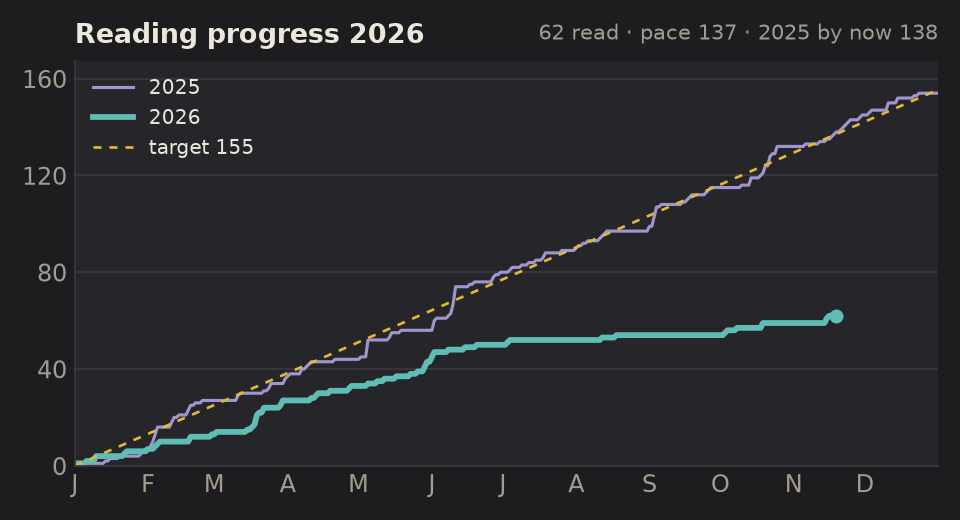 Reading progress 2026
62 read · pace 137 · 2025 by now 138
2025
2026
target 155
160
120
80
40
0
J F M A M J J A S O N D